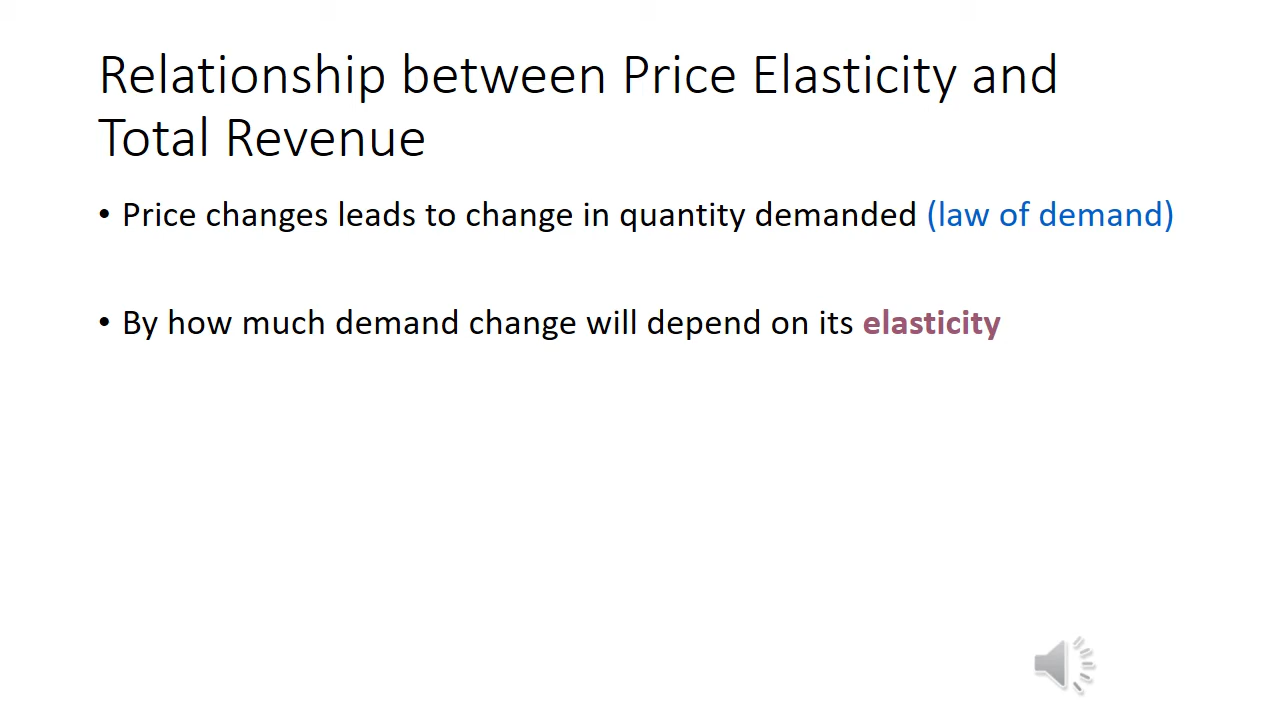 Relationship between Price Elasticity and
Total Revenue
• Price changes leads to change in quantity demanded (law of demand)
• By how much demand change will depend on its elasticity